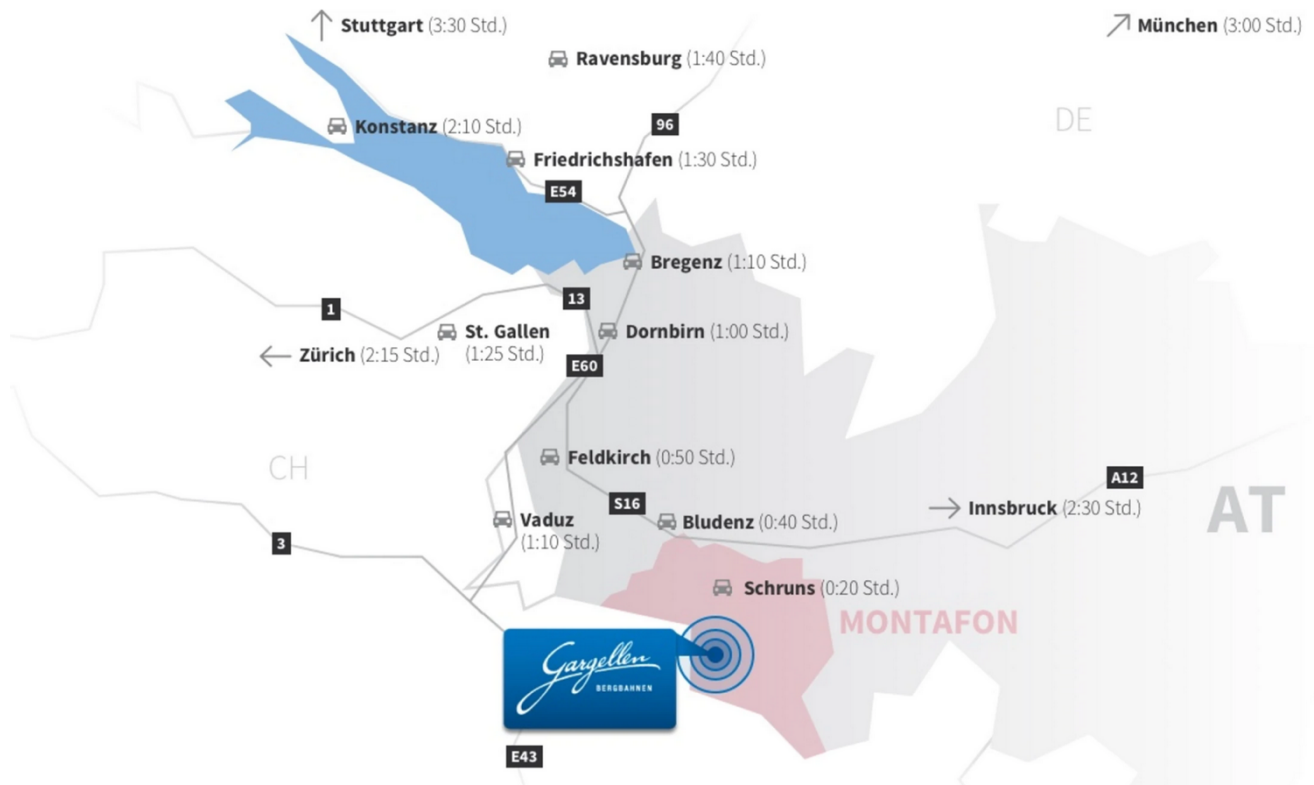 Stuttgart (3:30 Std.)
München (3:00 Std.)
Ravensburg (1:40 Std.)
DE
96
Konstanz (2:10 Std.)
Friedrichshafen (1:30 Std.)
E54
Bregenz (1:10 Std.)
13
1
St. Gallen
(1:25 Std.)
Dornbirn (1:00 Std.)
Zürich (2:15 Std.)
E60
CH
Feldkirch (0:50 Std.)
A12
S16
Innsbruck (2:30 Std.)
AT
Vaduz
(1:10 Std.)
Bludenz (0:40 Std.)
3
Schruns (0:20 Std.)
MONTAFON
Gargellen
BERGBAHNEN
E43